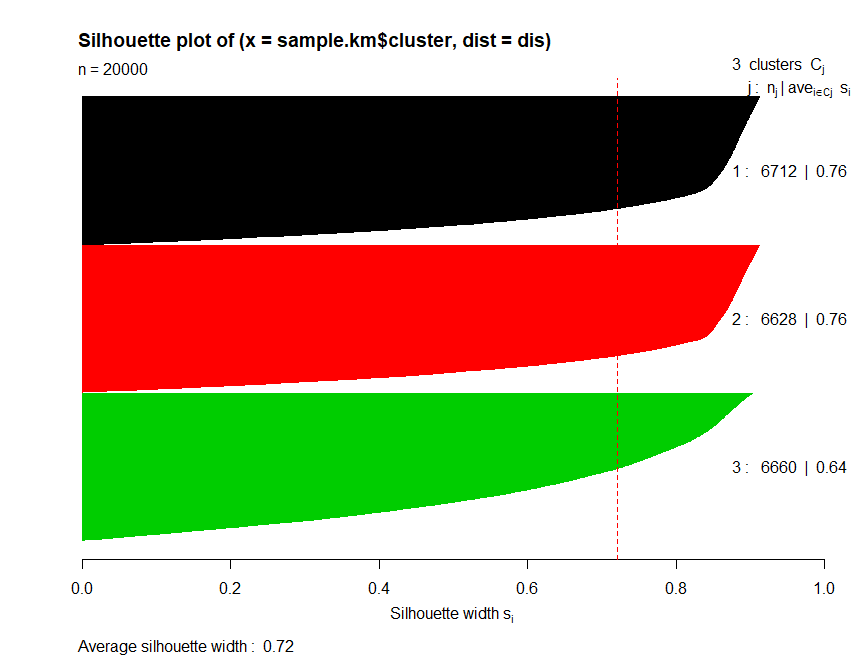 Silhouette plot of (x = sample.km$cluster, dist = dis)
n = 20000
3 clusters Cj
j : nj | avei∈Cj si
1 : 6712 | 0.76
2 : 6628 | 0.76
3 : 6660 | 0.64
0.0 0.2 0.4 0.6 0.8 1.0
Silhouette width si
Average silhouette width : 0.72